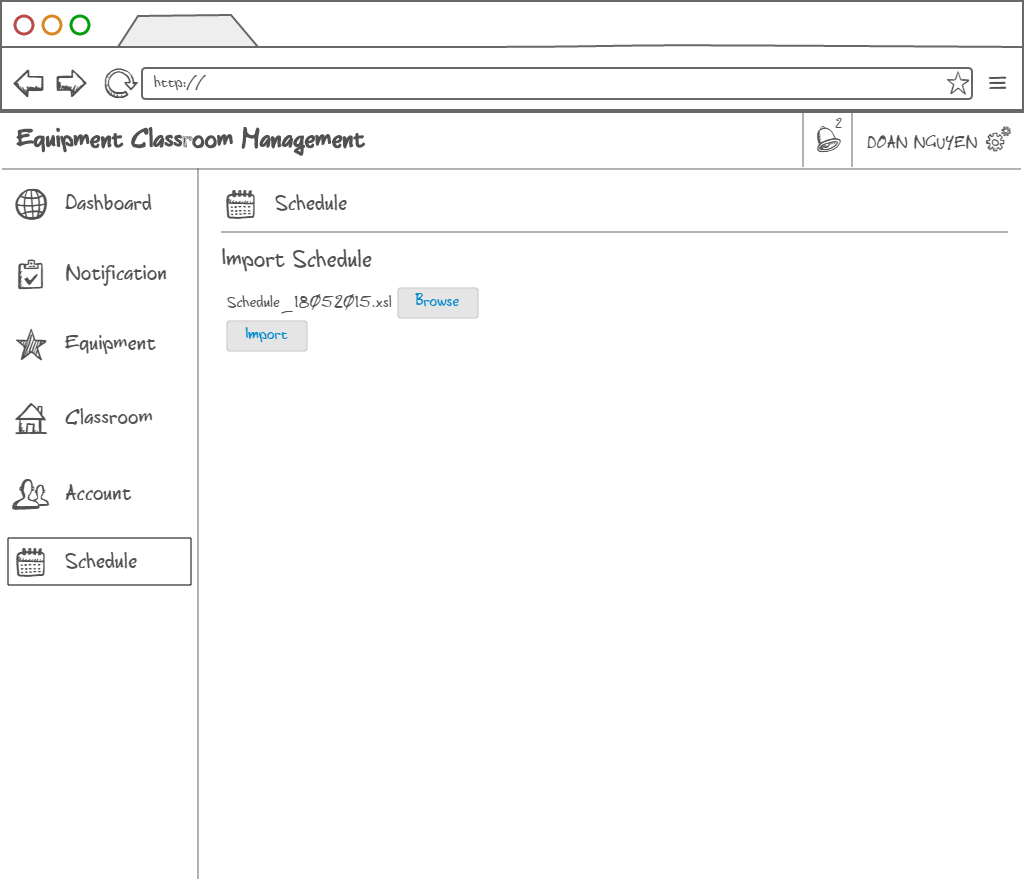 http://
Equipment Classroom Management
2
DOAN NGUYEN
Dashboard
Notification
Equipment
Classroom
Account
Schedule
Schedule
Import Schedule
Schedule_18052015.xsl Browse
Import